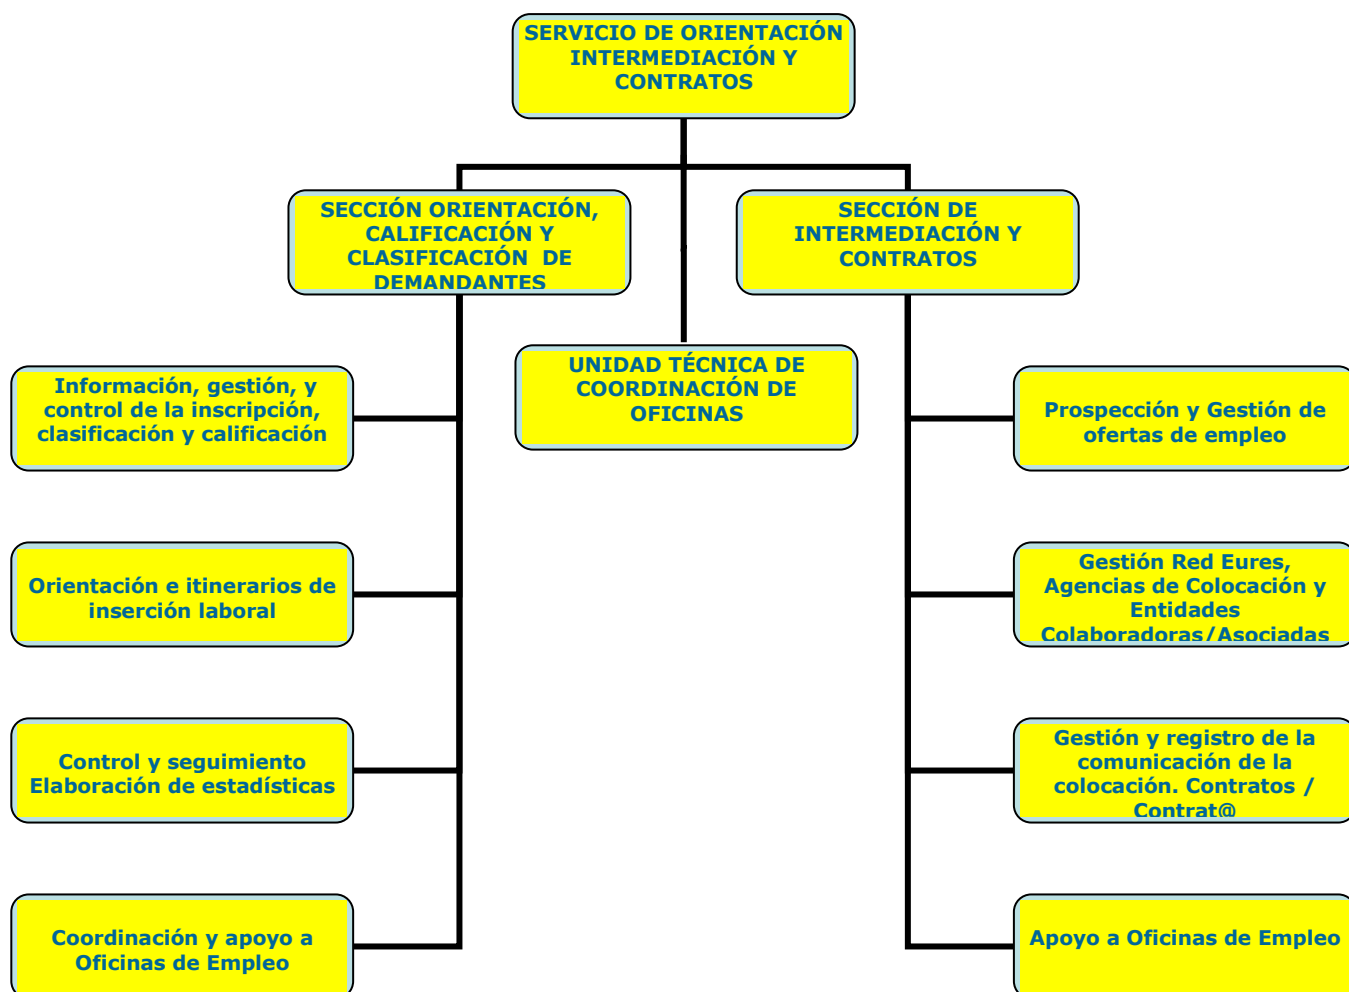 SERVICIO DE ORIENTACIÓN
INTERMEDIACIÓN Y
CONTRATOS
SECCIÓN ORIENTACIÓN,
CALIFICACIÓN Y
CLASIFICACIÓN  DE
DEMANDANTES
SECCIÓN DE
INTERMEDIACIÓN Y
CONTRATOS
UNIDAD TÉCNICA DE
COORDINACIÓN DE
OFICINAS
Información, gestión, y
control de la inscripción,
clasificación y calificación
Prospección y Gestión de
ofertas de empleo
Orientación e itinerarios de
inserción laboral
Gestión Red Eures,
Agencias de Colocación y
Entidades
Colaboradoras/Asociadas
Control y seguimiento
Elaboración de estadísticas
Gestión y registro de la
comunicación de la
colocación. Contratos /
Contrat@
Coordinación y apoyo a
Oficinas de Empleo
Apoyo a Oficinas de Empleo